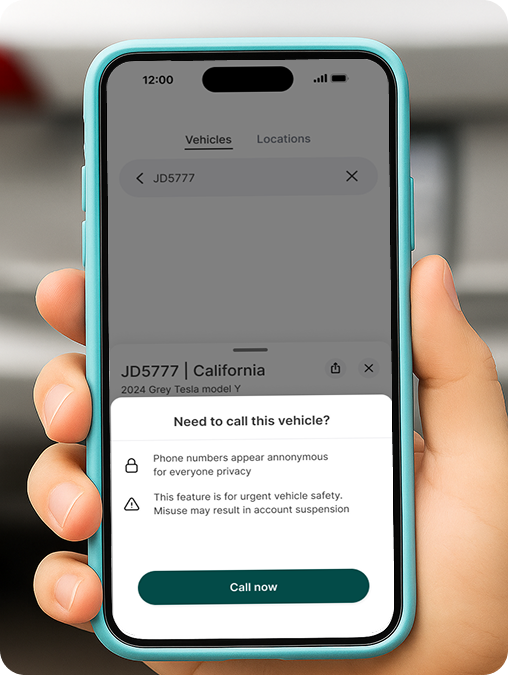 12:00
Vehicles Locations
JD5777
JD5777 | California
2024 Grey Tesla model Y
Need to call this vehicle?
Phone numbers appear annonymous
for everyone privacy
This feature is for urgent vehicle safety.
Misuse may result in account suspension
Call now